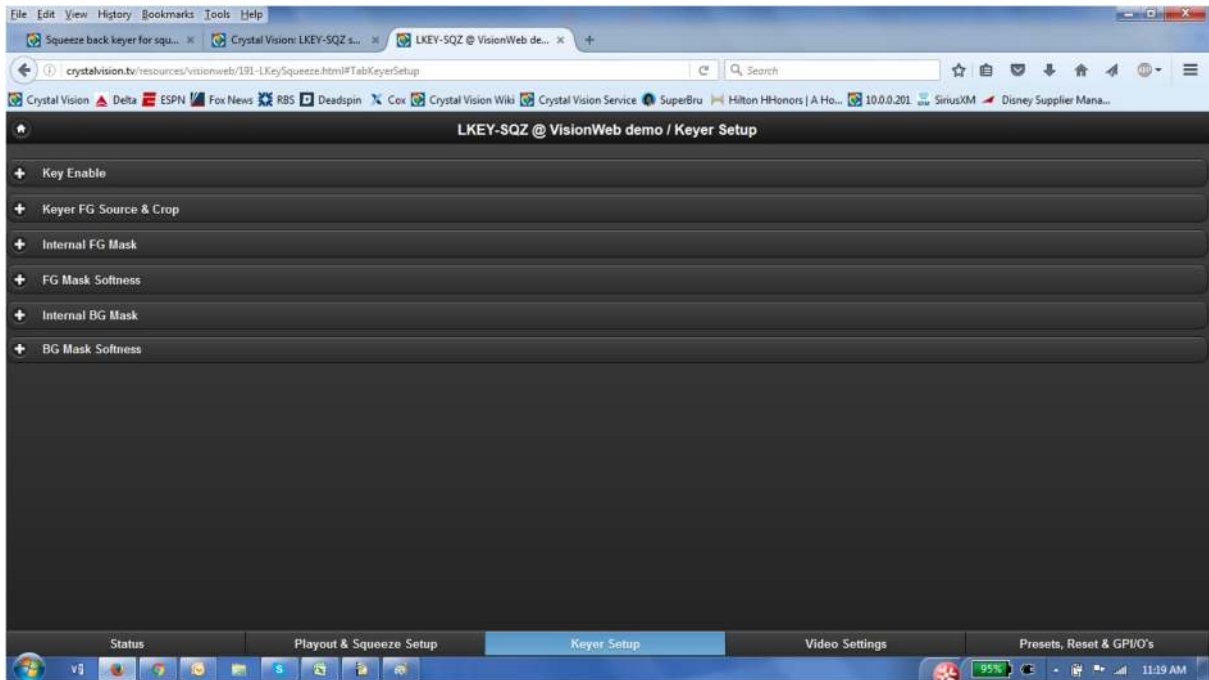 File Edit View History Bookmarks Tools Help
Squeeze back keyer for squ... × Crystal Vision: LKEY-SQZ s... × LKEY-SQZ @ VisionWeb de... × +
crystalvision.tv/resources/visionweb/191-LKeySqueeze.html#TabKeyerSetup Search
Crystal Vision Delta ESPN Fox News RBS Deadspin Cox Crystal Vision Wiki Crystal Vision Service SuperBru Hilton HHonors | A Ho... 10.0.0.201 SiriusXM Disney Supplier Mana...
LKEY-SQZ @ VisionWeb demo / Keyer Setup
Key Enable
Keyer FG Source & Crop
Internal FG Mask
FG Mask Softness
Internal BG Mask
BG Mask Softness
Status Playout & Squeeze Setup Keyer Setup Video Settings Presets, Reset & GPI/O's
95% 11:19 AM